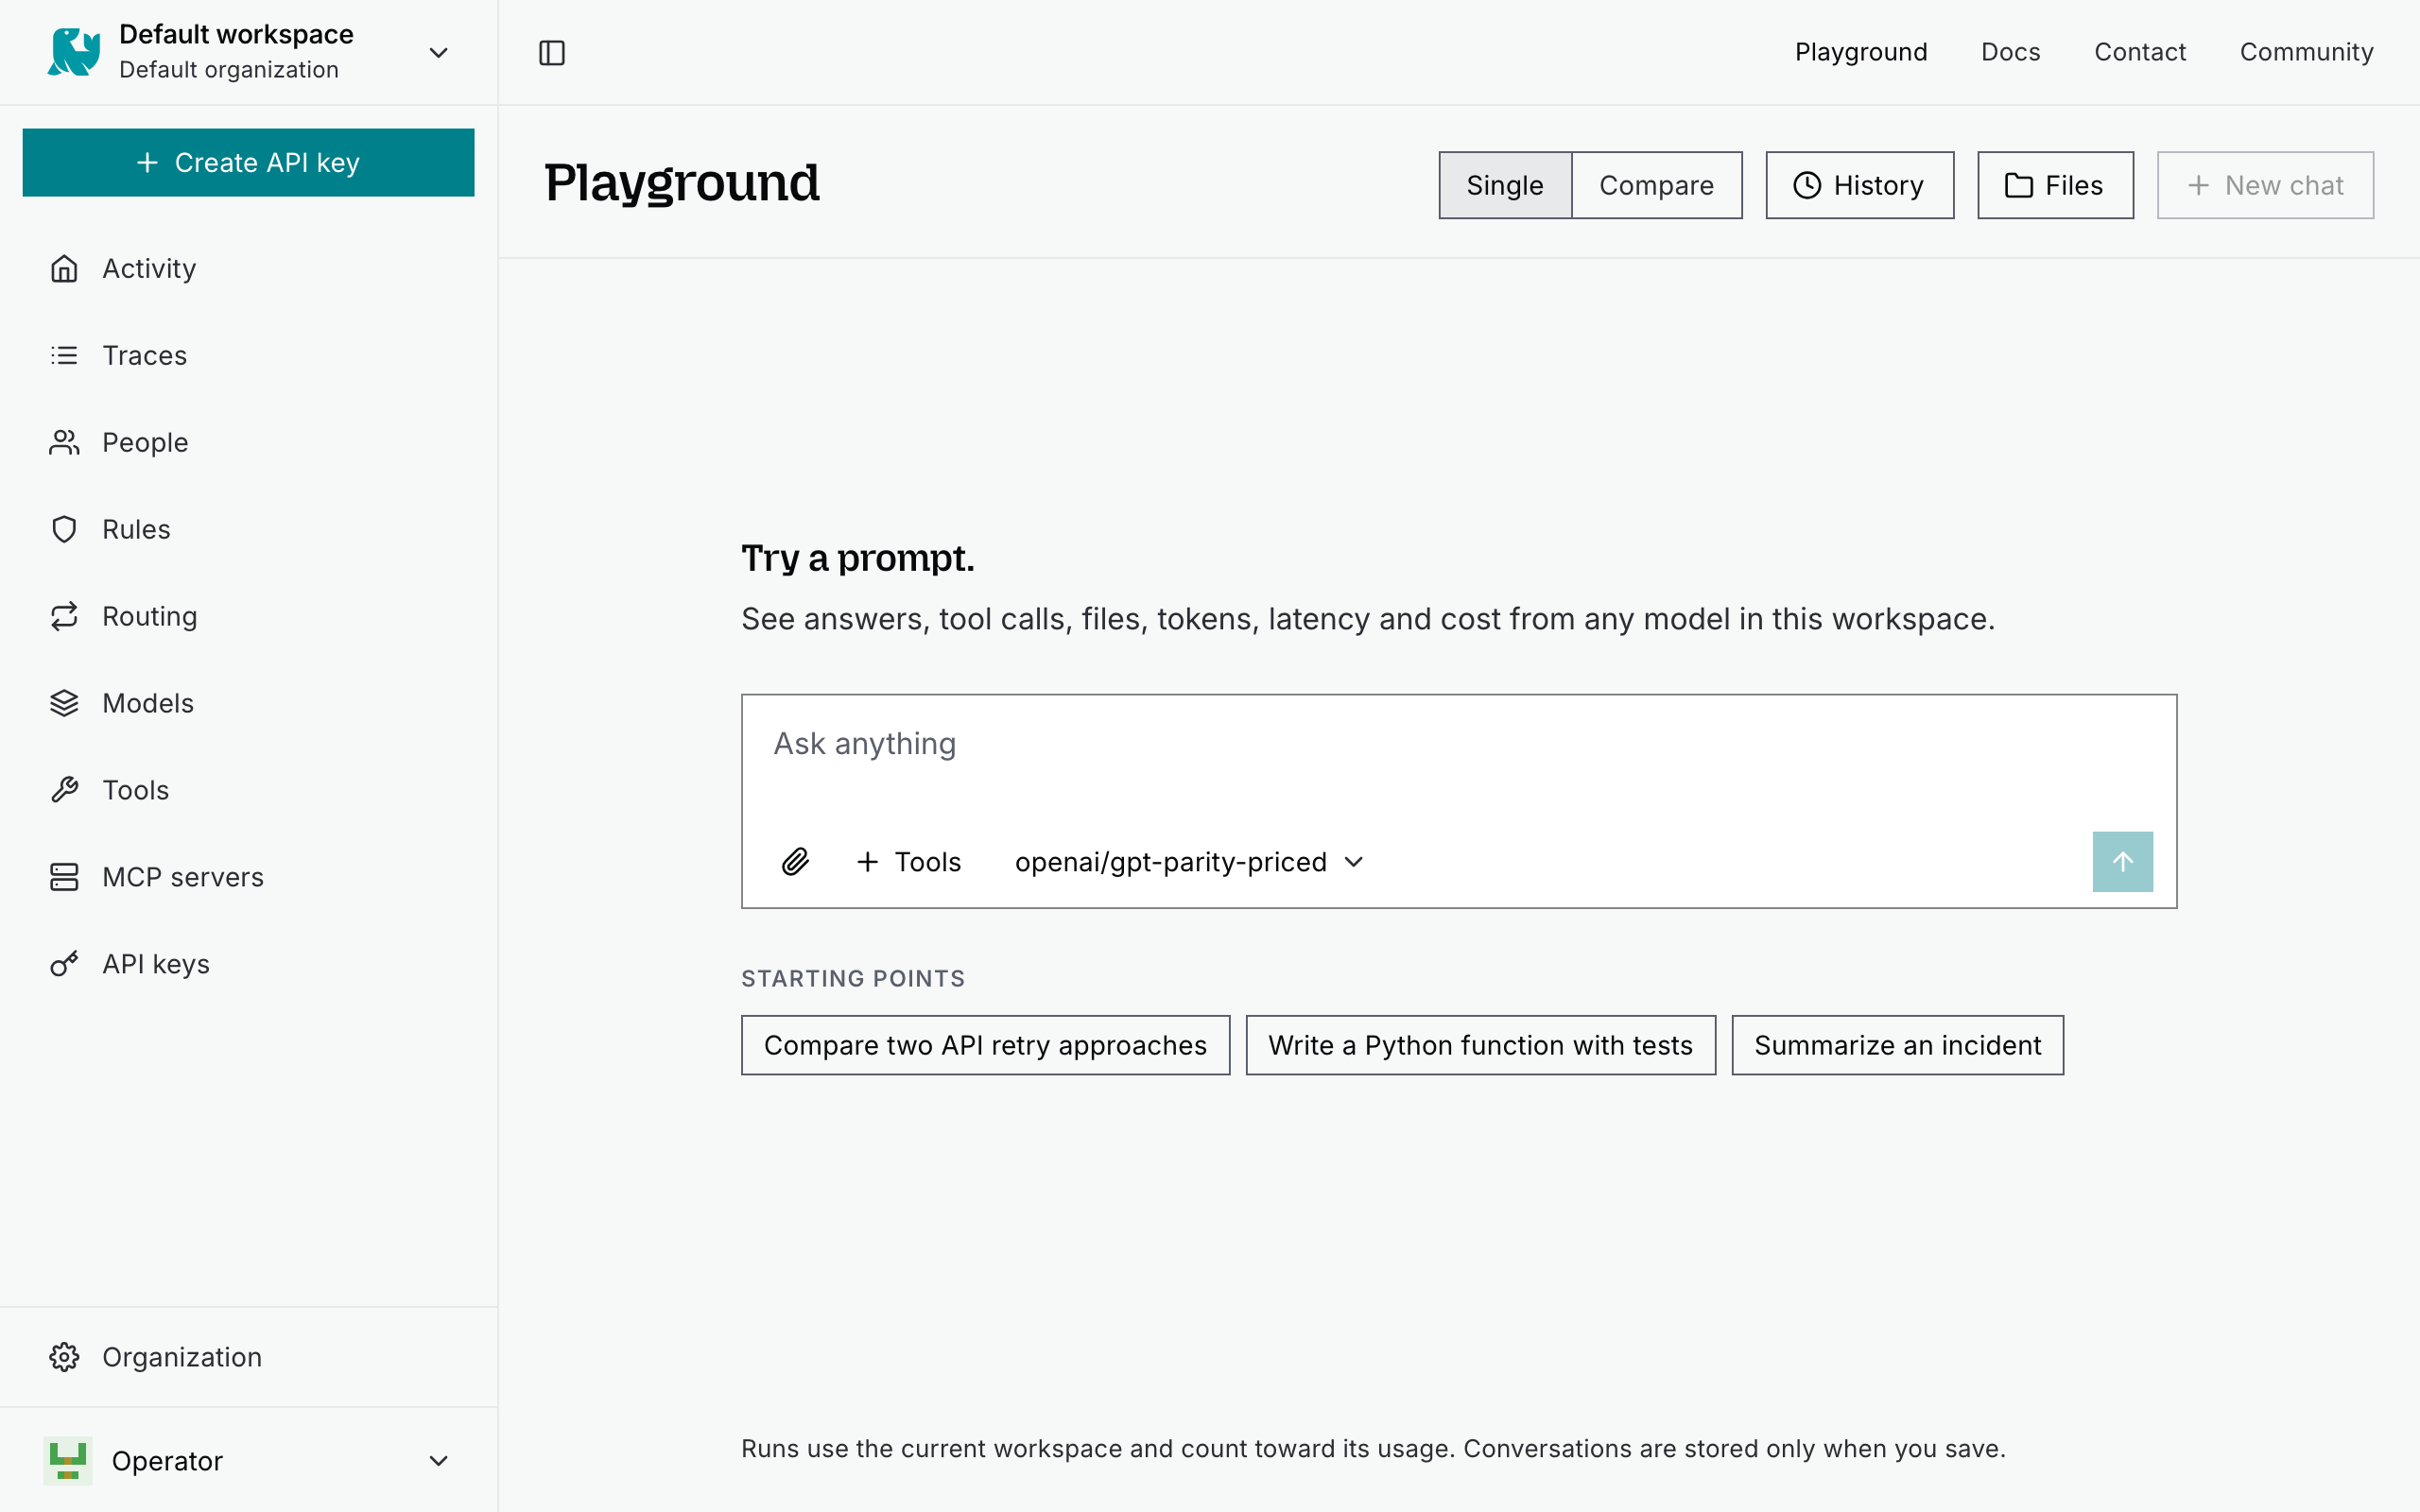 Default workspace
Default organization
Playground
Docs
Contact
Community
Create API key
Activity
Traces
People
Rules
Routing
Models
Tools
MCP servers
API keys
Organization
Operator
Playground
Single
Compare
History
Files
New chat
Try a prompt.
See answers, tool calls, files, tokens, latency and cost from any model in this workspace.
Ask anything
Tools
openai/gpt-parity-priced
STARTING POINTS
Compare two API retry approaches
Write a Python function with tests
Summarize an incident
Runs use the current workspace and count toward its usage. Conversations are stored only when you save.